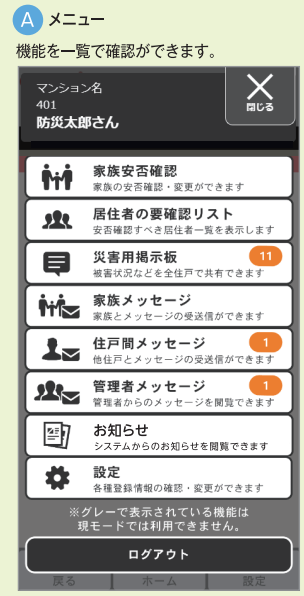 A メニュー
機能を一覧で確認ができます。
マンション名
401
防災太郎さん
閉じる
家族安否確認
家族の安否確認・変更ができます
居住者の要確認リスト
安否確認すべき居住者一覧を表示します
災害用掲示板
11
被害状況などを全住戸で共有できます
家族メッセージ
家族とメッセージの受送信ができます
住戸間メッセージ
1
他住戸とメッセージの受送信ができます
管理者メッセージ
1
管理者からのメッセージを閲覧できます
お知らせ
システムからのお知らせを閲覧できます
設定
各種登録情報の確認・変更ができます
※グレーで表示されている機能は
現モードでは利用できません。
ログアウト
戻る ホーム 設定